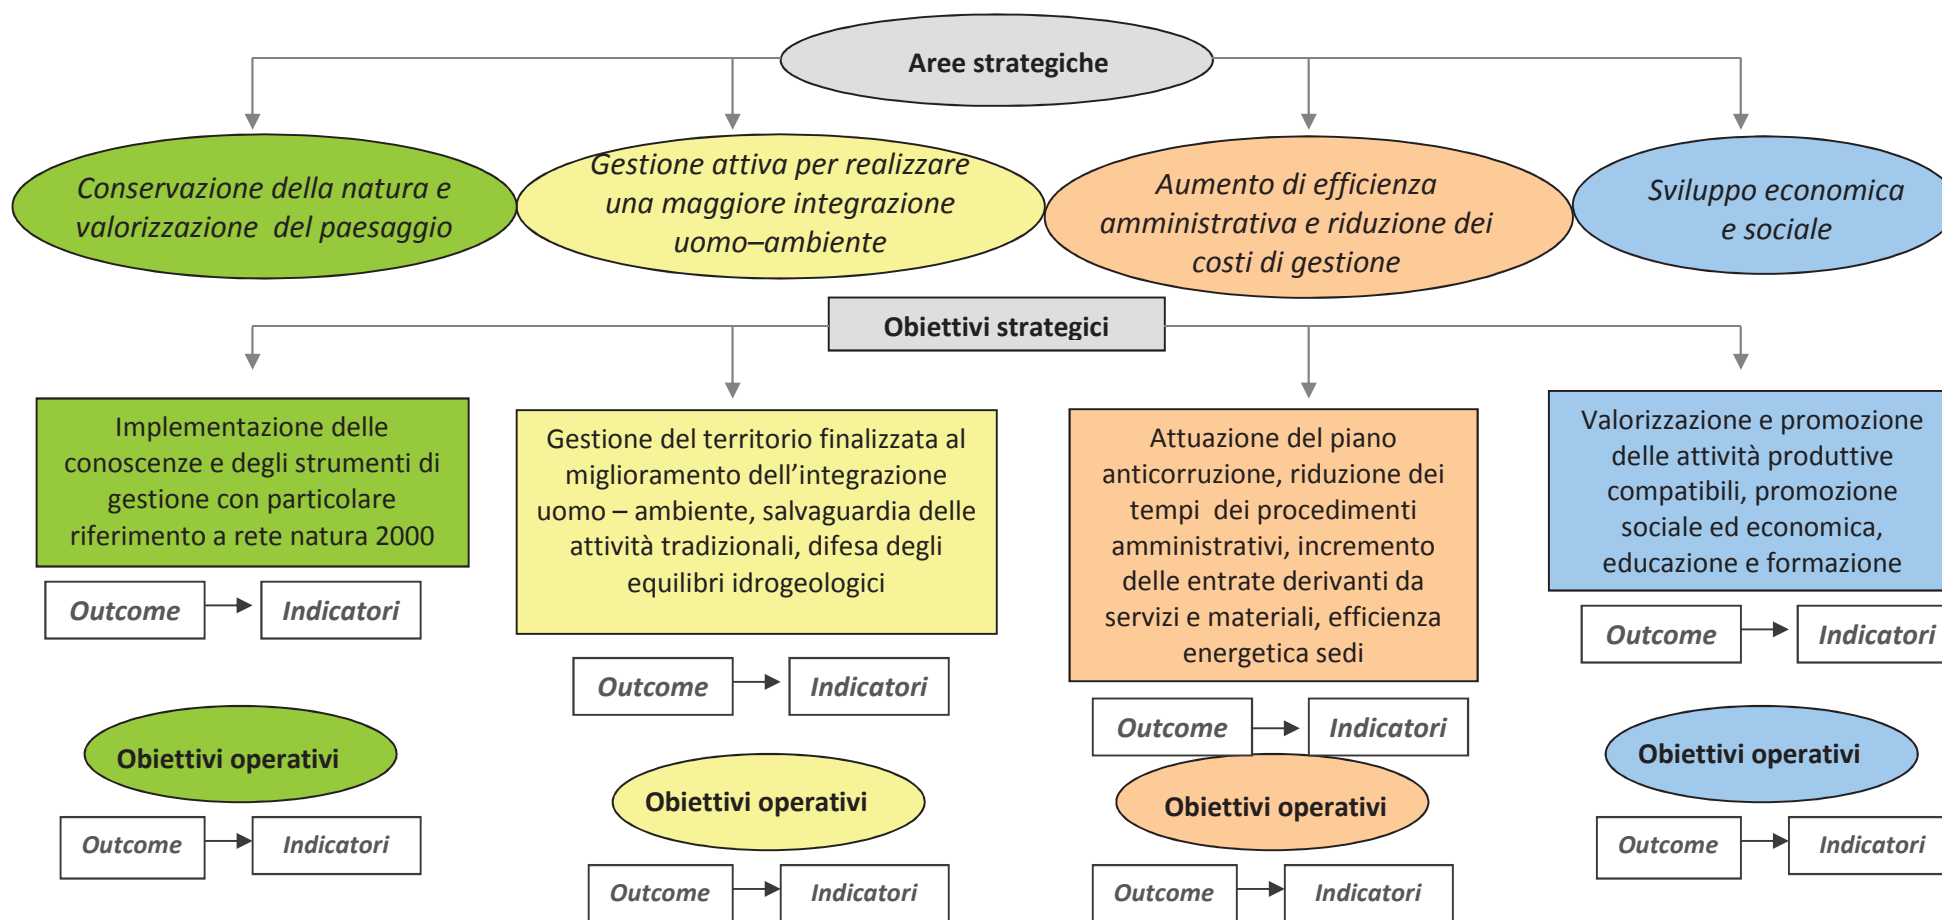 Aree strategiche
Conservazione della natura e
valorizzazione del paesaggio
Gestione attiva per realizzare
una maggiore integrazione
uomo–ambiente
Aumento di efficienza
amministrativa e riduzione dei
costi di gestione
Sviluppo economica
e sociale
Obiettivi strategici
Implementazione delle
conoscenze e degli strumenti di
gestione con particolare
riferimento a rete natura 2000
Gestione del territorio finalizzata al
miglioramento dell’integrazione
uomo – ambiente, salvaguardia delle
attività tradizionali, difesa degli
equilibri idrogeologici
Attuazione del piano
anticorruzione, riduzione dei
tempi dei procedimenti
amministrativi, incremento
delle entrate derivanti da
servizi e materiali, efficienza
energetica sedi
Valorizzazione e promozione
delle attività produttive
compatibili, promozione
sociale ed economica,
educazione e formazione
Outcome
Indicatori
Outcome
Indicatori
Outcome
Indicatori
Outcome
Indicatori
Obiettivi operativi
Obiettivi operativi
Obiettivi operativi
Obiettivi operativi
Outcome
Indicatori
Outcome
Indicatori
Outcome
Indicatori
Outcome
Indicatori